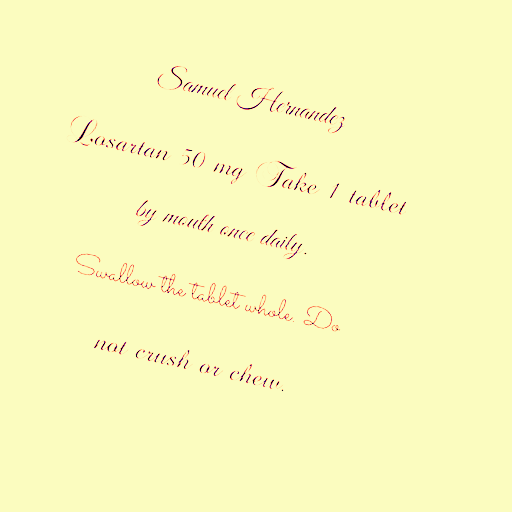 Samuel Hernandez
Losartan 50 mg Take 1 tablet
by mouth once daily.
Swallow the tablet whole. Do
not crush or chew.